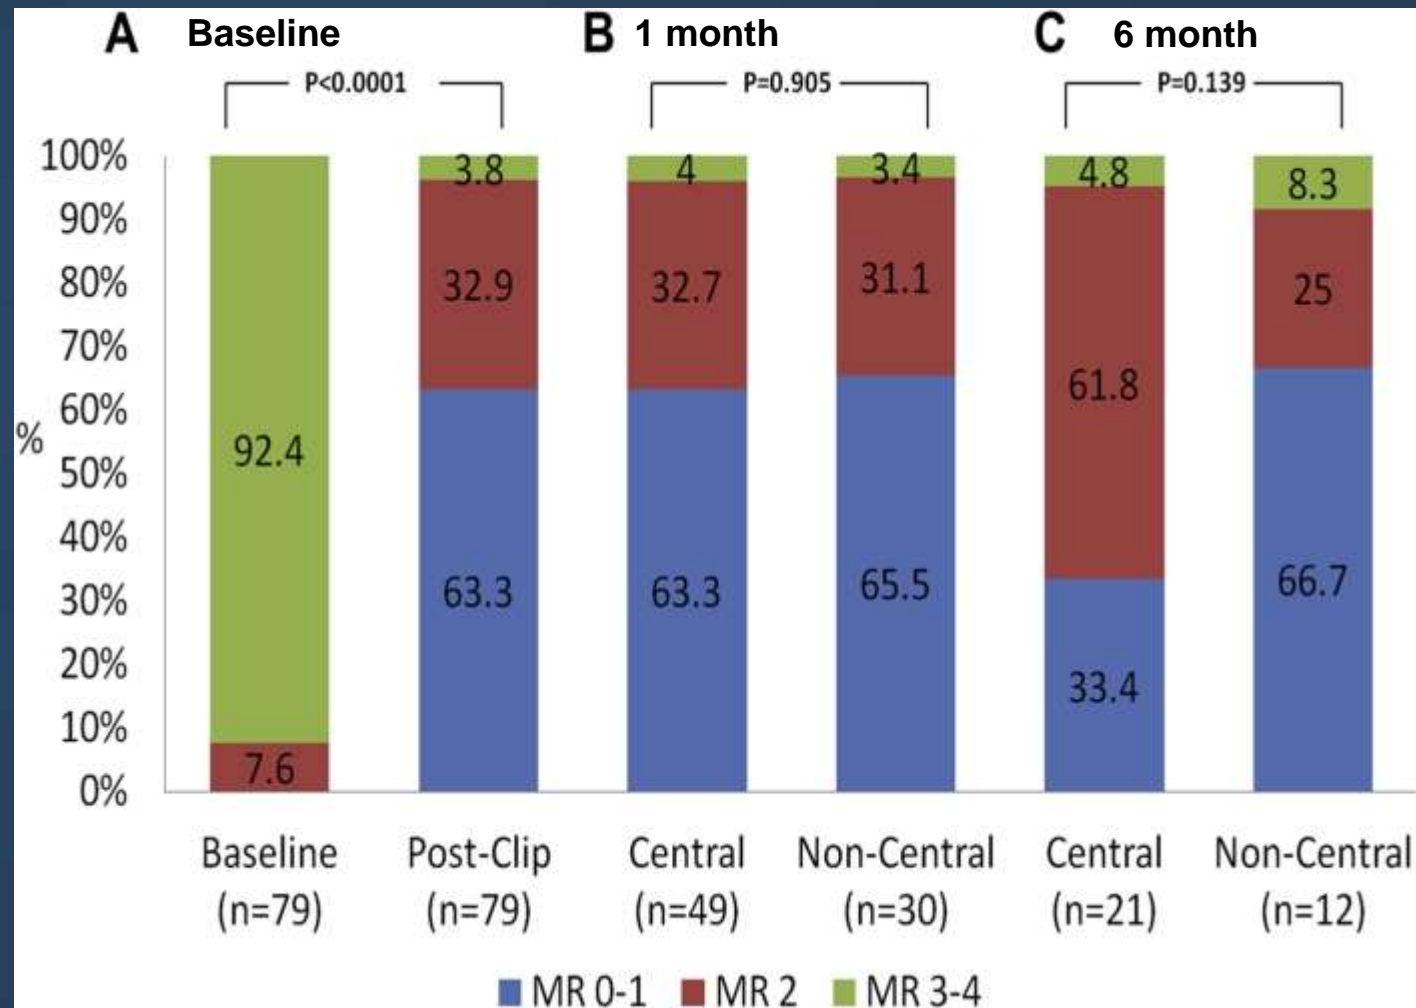 A Baseline
B 1 month
C 6 month
P<0.0001
P=0.905
P=0.139
100%
90%
80%
70%
60%
50%
40%
30%
20%
10%
0%
%
92.4
7.6
3.8
32.9
63.3
4
32.7
63.3
3.4
31.1
65.5
4.8
61.8
33.4
8.3
25
66.7
Baseline
(n=79)
Post-Clip
(n=79)
Central
(n=49)
Non-Central
(n=30)
Central
(n=21)
Non-Central
(n=12)
MR 0-1
MR 2
MR 3-4